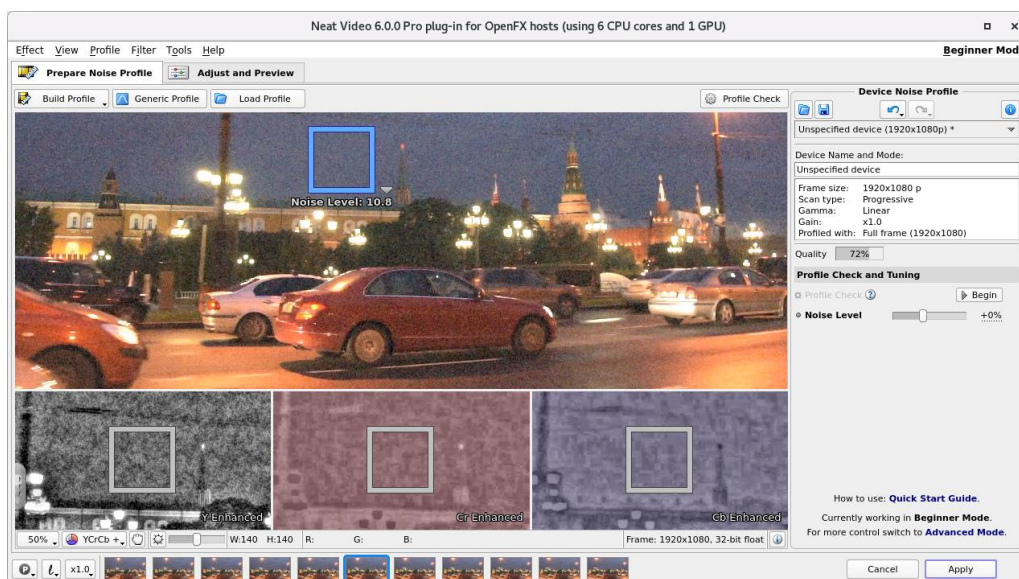 Neat Video 6.0.0 Pro plug-in for OpenFX hosts (using 6 CPU cores and 1 GPU)
Effect View Profile Filter Tools Help
Beginner Mod
Prepare Noise Profile
Adjust and Preview
Build Profile
Generic Profile
Load Profile
Profile Check
Device Noise Profile
Unspecified device (1920x1080p) *
Device Name and Mode:
Unspecified device
Frame size: 1920x1080 p
Scan type: Progressive
Gamma: Linear
Gain: x1.0
Profiled with: Full frame (1920x1080)
Quality 72%
Profile Check and Tuning
Profile Check
Begin
Noise Level +0%
Noise Level: 10.8
Y Enhanced
Cr Enhanced
Cb Enhanced
How to use: Quick Start Guide.
Currently working in Beginner Mode.
For more control switch to Advanced Mode.
50% YCrCb + W:140 H:140 R: G: B: Frame: 1920x1080, 32-bit float
P x1.0
Cancel
Apply